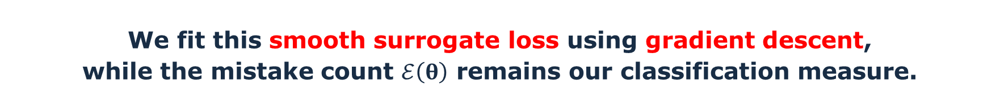 We fit this smooth surrogate loss using gradient descent,
while the mistake count ℰ(𝛉) remains our classification measure.